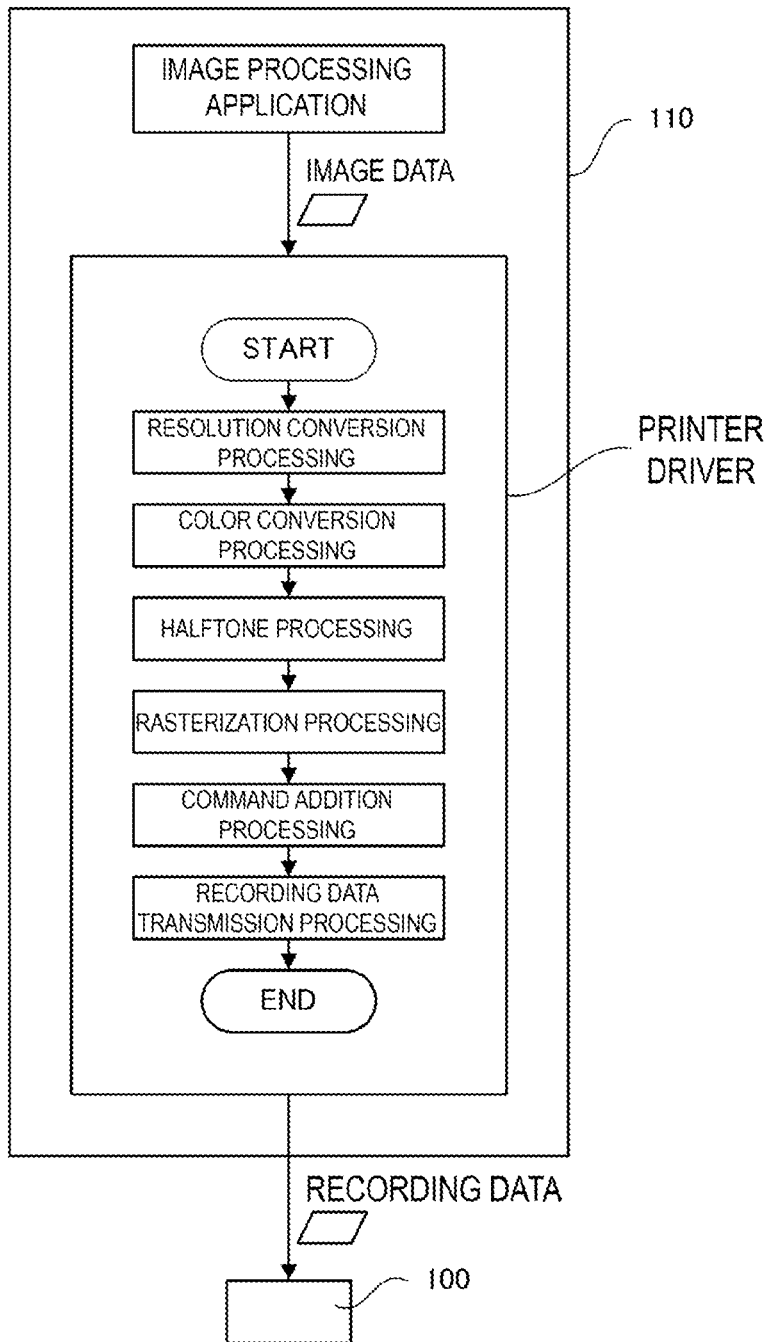 IMAGE PROCESSING
APPLICATION
110
IMAGE DATA
START
RESOLUTION CONVERSION
PROCESSING
PRINTER
DRIVER
COLOR CONVERSION
PROCESSING
HALFTONE PROCESSING
RASTERIZATION PROCESSING
COMMAND ADDITION
PROCESSING
RECORDING DATA
TRANSMISSION PROCESSING
END
RECORDING DATA
100